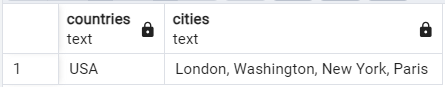 countries cities
text text
1 USA London, Washington, New York, Paris